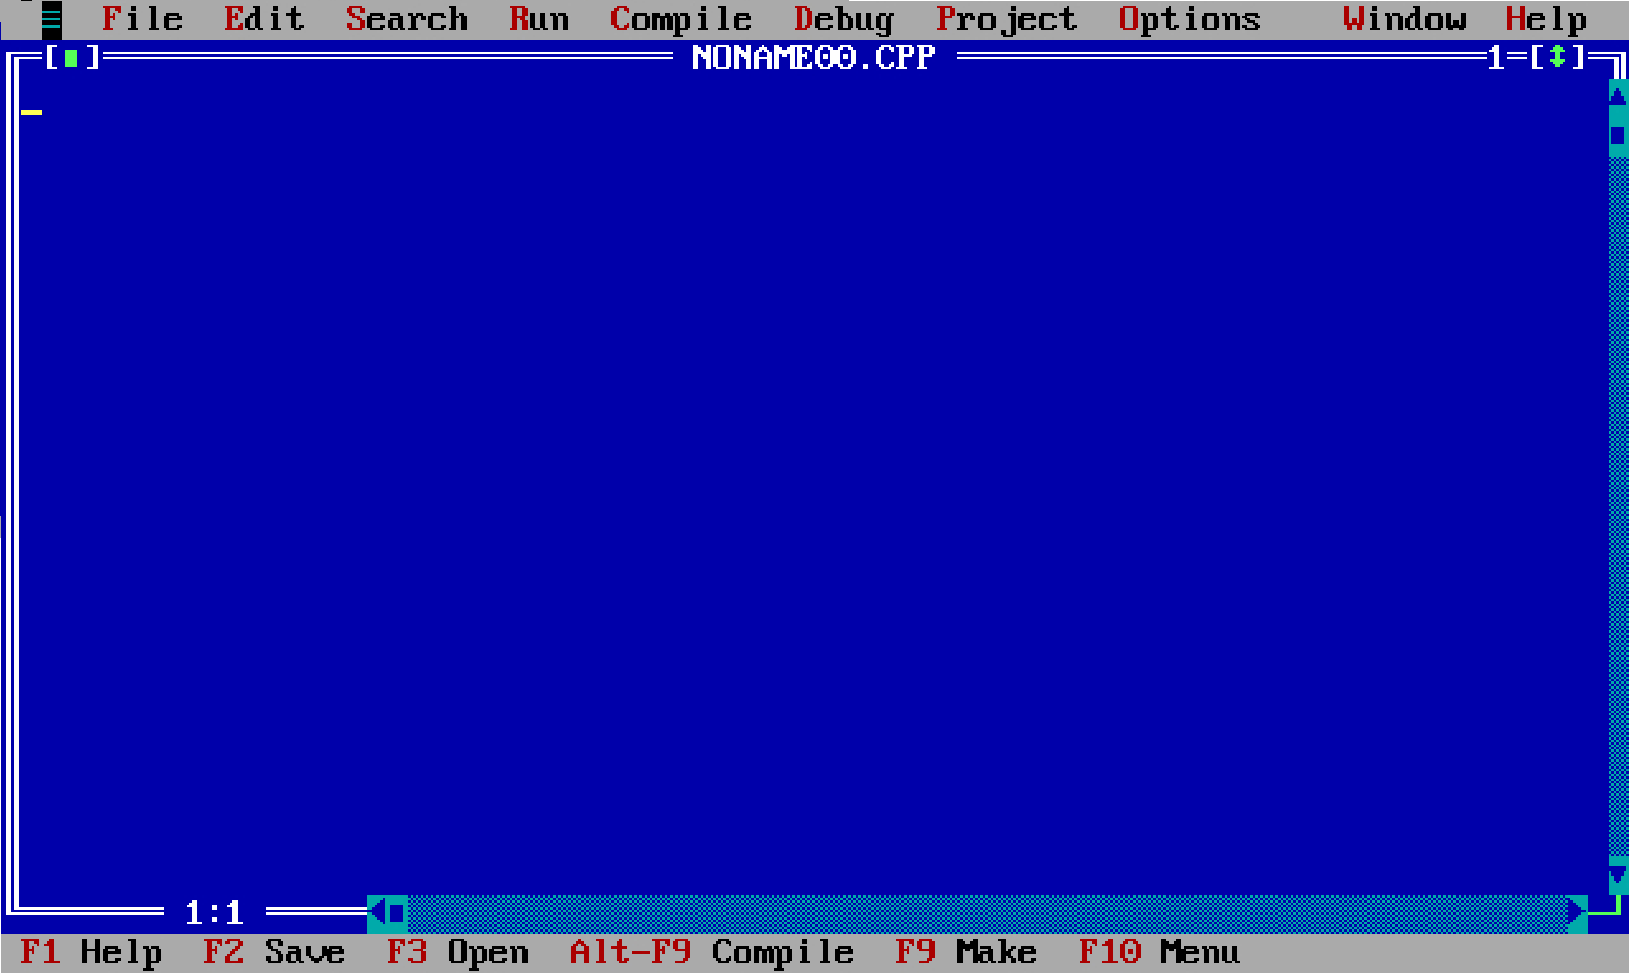 ≡ File Edit Search Run Compile Debug Project Options Window Help
[■] NONAME00.CPP 1=[↕]
1:1
F1 Help F2 Save F3 Open Alt-F9 Compile F9 Make F10 Menu